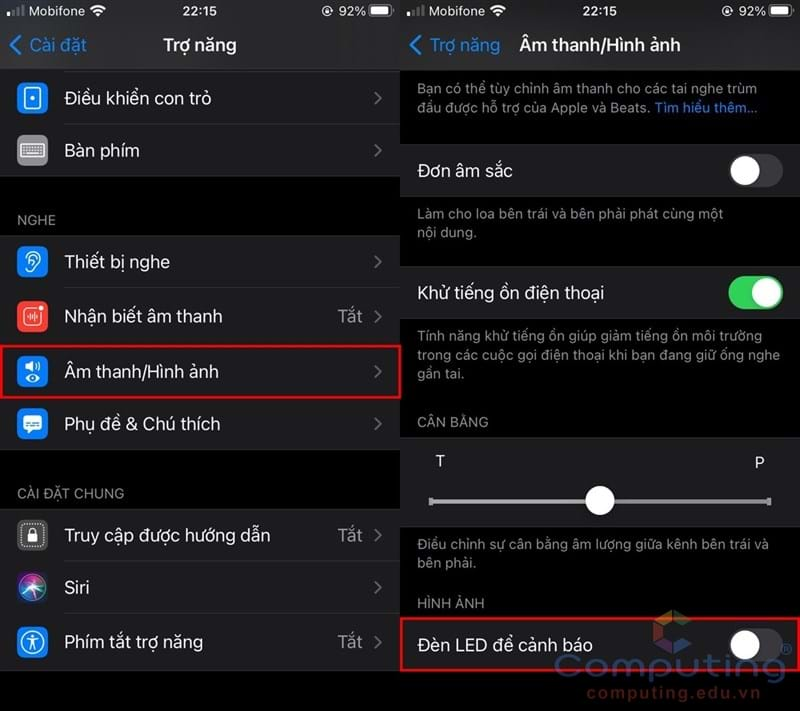 Mobifone 22:15 92%
Cài đặt Trợ năng
Điều khiển con trỏ
Bàn phím
NGHE
Thiết bị nghe
Nhận biết âm thanh Tắt
Âm thanh/Hình ảnh
Phụ đề & Chú thích
CÀI ĐẶT CHUNG
Truy cập được hướng dẫn Tắt
Siri
Phím tắt trợ năng Tắt
Mobifone 22:15 92%
Trợ năng Âm thanh/Hình ảnh
Bạn có thể tùy chỉnh âm thanh cho các tai nghe trùm
đầu được hỗ trợ của Apple và Beats. Tìm hiểu thêm...
Đơn âm sắc
Làm cho loa bên trái và bên phải phát cùng một
nội dung.
Khử tiếng ồn điện thoại
Tính năng khử tiếng ồn giúp giảm tiếng ồn môi trường
trong các cuộc gọi điện thoại khi bạn đang giữ ống nghe
gần tai.
CÂN BẰNG
T P
Điều chỉnh sự cân bằng âm lượng giữa kênh bên trái và
bên phải.
HÌNH ẢNH
Đèn LED để cảnh báo
Computing®
computing.edu.vn